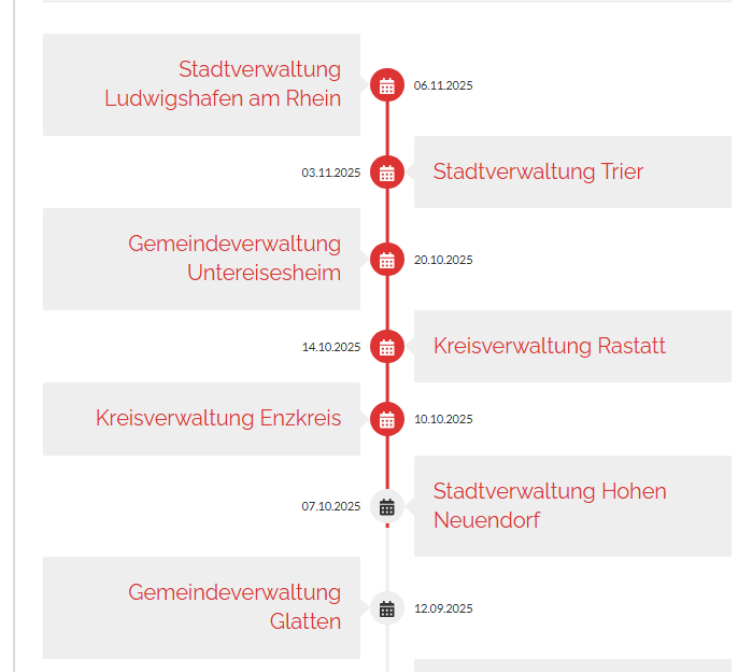 Stadtverwaltung
Ludwigshafen am Rhein
06.11.2025
03.11.2025
Stadtverwaltung Trier
Gemeindeverwaltung
Untereisesheim
20.10.2025
14.10.2025
Kreisverwaltung Rastatt
Kreisverwaltung Enzkreis
10.10.2025
07.10.2025
Stadtverwaltung Hohen
Neuendorf
Gemeindeverwaltung
Glatten
12.09.2025